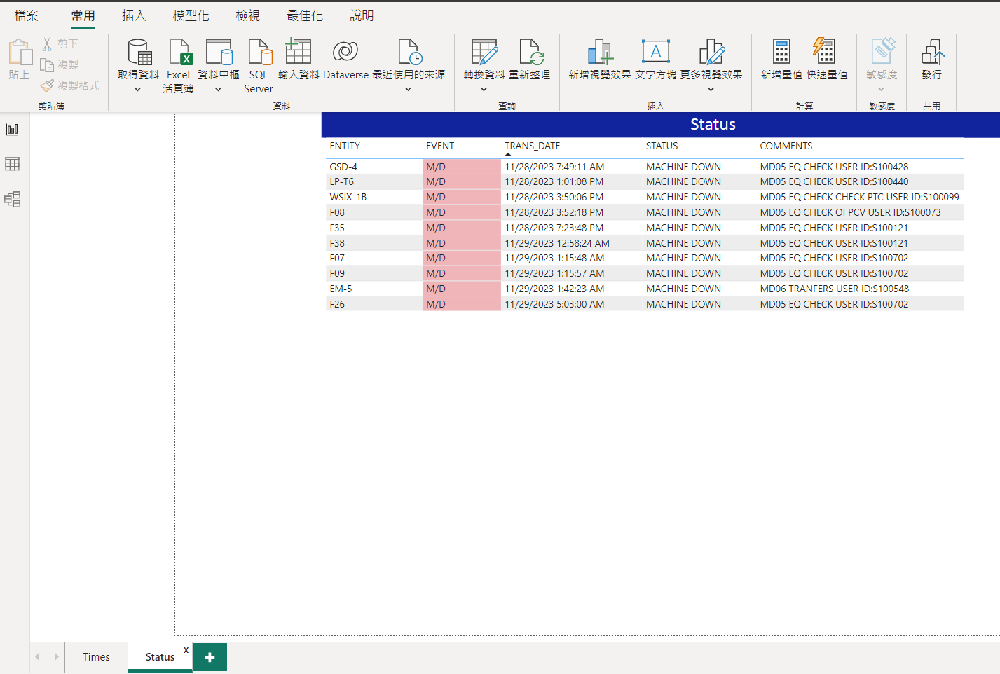 檔案 常用 插入 模型化 檢視 最佳化 說明
貼上 剪下 複製 複製格式
剪貼簿
取得資料 Excel 活頁簿 資料中樞 SQL Server 輸入資料 Dataverse 最近使用的來源
資料
轉換資料 重新整理
查詢
新增視覺效果 A 文字方塊 更多視覺效果
插入
新增量值 快速量值
計算
敏感度
敏感度
發行
共用
Status
ENTITY EVENT TRANS_DATE STATUS COMMENTS
GSD-4 M/D 11/28/2023 7:49:11 AM MACHINE DOWN MD05 EQ CHECK USER ID:S100428
LP-T6 M/D 11/28/2023 1:01:08 PM MACHINE DOWN MD05 EQ CHECK USER ID:S100440
WSIX-1B M/D 11/28/2023 3:50:06 PM MACHINE DOWN MD05 EQ CHECK CHECK PTC USER ID:S100099
F08 M/D 11/28/2023 3:52:18 PM MACHINE DOWN MD05 EQ CHECK OI PCV USER ID:S100073
F35 M/D 11/28/2023 7:23:48 PM MACHINE DOWN MD05 EQ CHECK USER ID:S100121
F38 M/D 11/29/2023 12:58:24 AM MACHINE DOWN MD05 EQ CHECK USER ID:S100121
F07 M/D 11/29/2023 1:15:48 AM MACHINE DOWN MD05 EQ CHECK USER ID:S100702
F09 M/D 11/29/2023 1:15:57 AM MACHINE DOWN MD05 EQ CHECK USER ID:S100702
EM-5 M/D 11/29/2023 1:42:23 AM MACHINE DOWN MD06 TRANFERS USER ID:S100548
F26 M/D 11/29/2023 5:03:00 AM MACHINE DOWN MD05 EQ CHECK USER ID:S100702
Times Status x